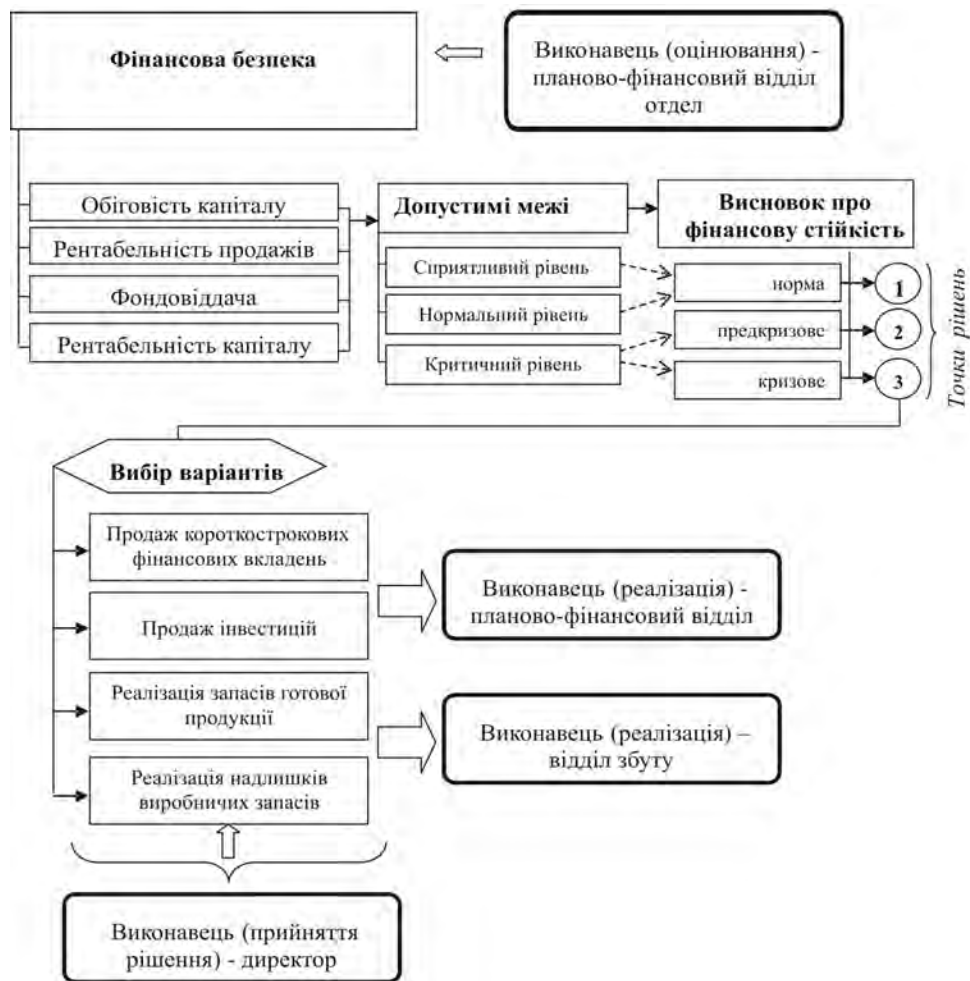 Фінансова безпека
Виконавець (оцінювання) -
планово-фінансовий відділ
отдел
Обіговість капіталу
Рентабельність продажів
Фондовіддача
Рентабельність капіталу
Допустимі межі
Сприятливий рівень
Нормальний рівень
Критичний рівень
Висновок про
фінансову стійкість
норма
предкризове
кризове
1
2
3
Точки рішень
Вибір варіантів
Продаж короткострокових
фінансових вкладень
Продаж інвестицій
Реалізація запасів готової
продукції
Реалізація надлишків
виробничих запасів
Виконавець (реалізація) -
планово-фінансовий відділ
Виконавець (реалізація) –
відділ збуту
Виконавець (прийняття
рішення) - директор